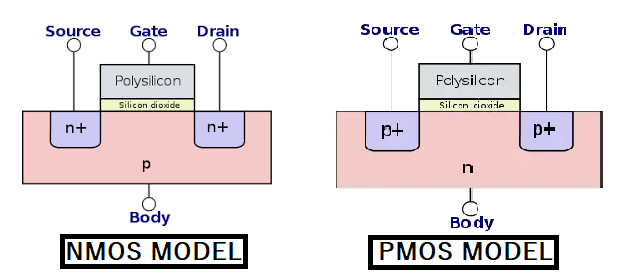 Source Gate Drain
Polysilicon
Silicon dioxide
n+ n+
p
Body
NMOS MODEL
Source Gate Drain
Polysilicon
Silicon dioxide
p+ p+
n
Body
PMOS MODEL